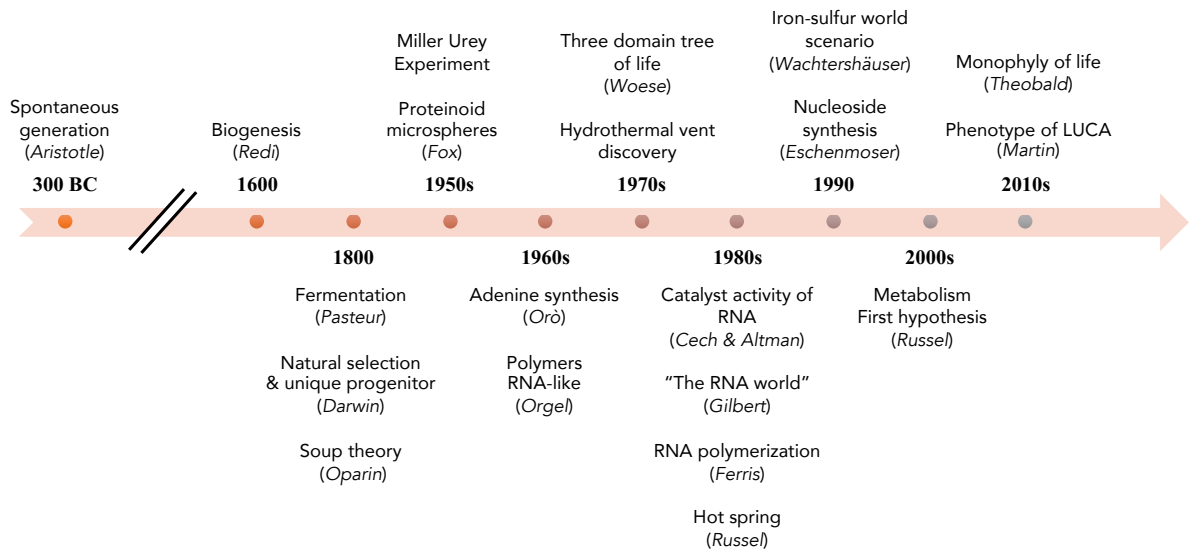 Spontaneous
generation
(Aristotle)
300 BC
Biogenesis
(Redi)
1600
Miller Urey
Experiment
Proteinoid
microspheres
(Fox)
1950s
Three domain tree
of life
(Woese)
Hydrothermal vent
discovery
1970s
Iron-sulfur world
scenario
(Wachtershäuser)
Nucleoside
synthesis
(Eschenmoser)
1990
Monophyly of life
(Theobald)
Phenotype of LUCA
(Martin)
2010s
1800
Fermentation
(Pasteur)
Natural selection
& unique progenitor
(Darwin)
Soup theory
(Oparin)
1960s
Adenine synthesis
(Orò)
Polymers
RNA-like
(Orgel)
1980s
Catalyst activity of
RNA
(Cech & Altman)
“The RNA world”
(Gilbert)
RNA polymerization
(Ferris)
Hot spring
(Russel)
2000s
Metabolism
First hypothesis
(Russel)